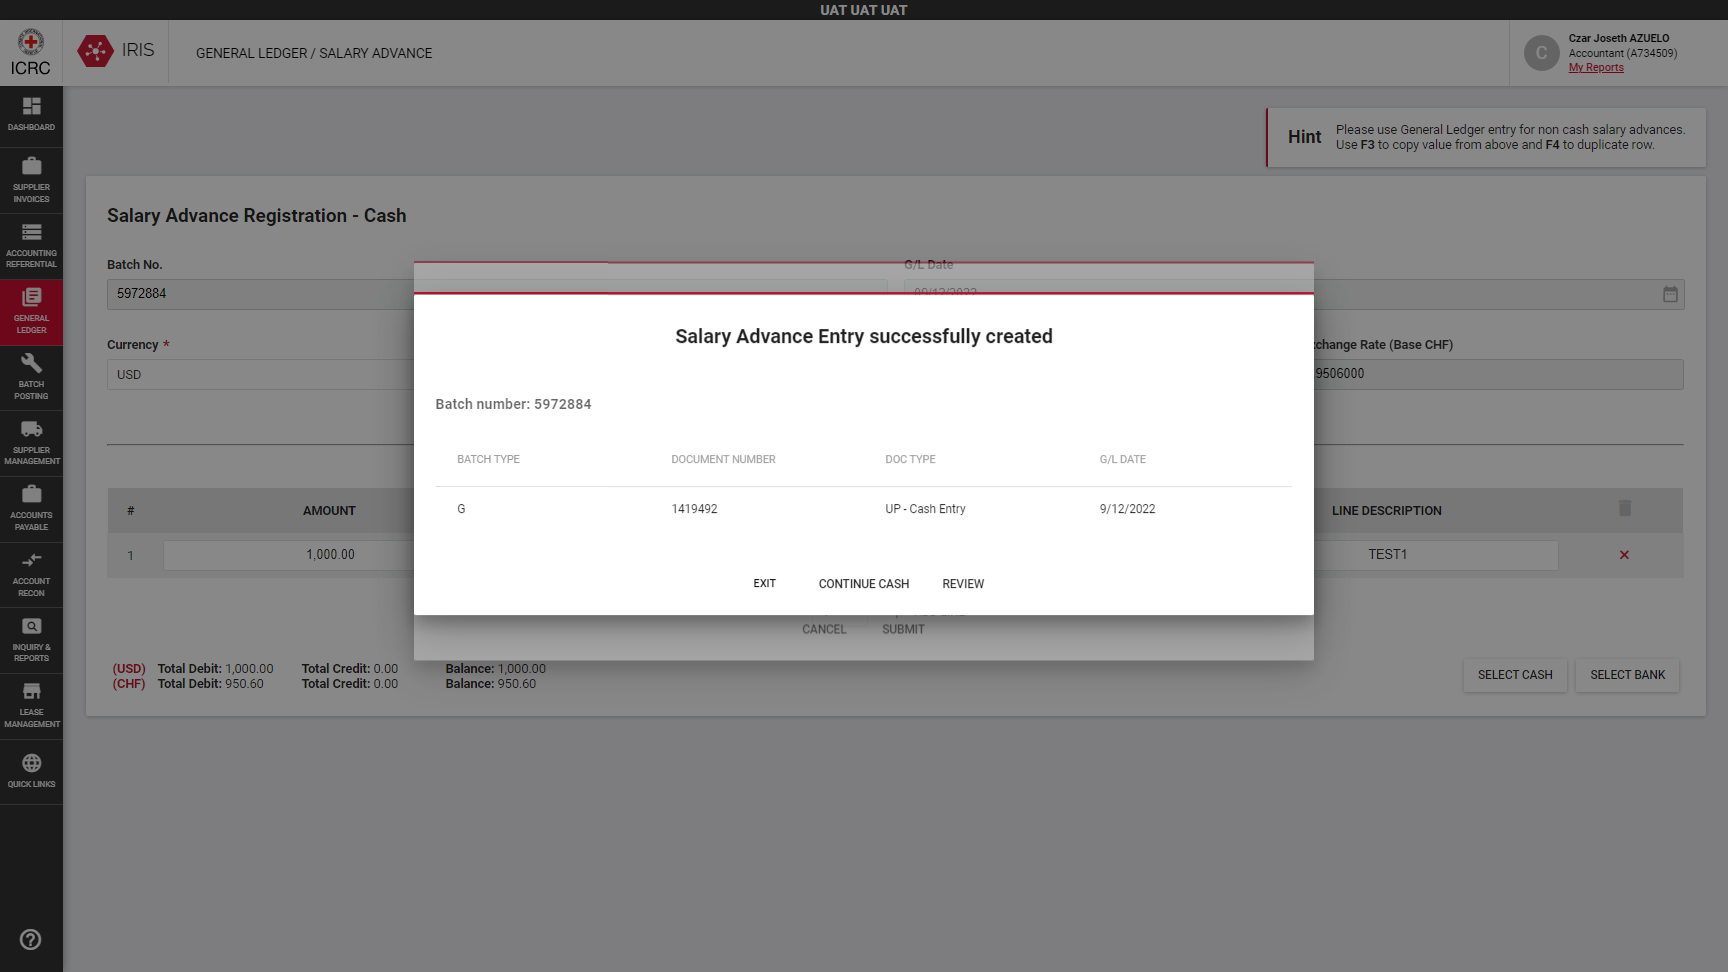 UAT UAT UAT
ICRC
IRIS
GENERAL LEDGER / SALARY ADVANCE
C
Czar Joseth AZUELO
Accountant (A734509)
My Reports
DASHBOARD
SUPPLIER
INVOICES
ACCOUNTING
REFERENTIAL
GENERAL
LEDGER
BATCH
POSTING
SUPPLIER
MANAGEMENT
ACCOUNTS
PAYABLE
ACCOUNT
RECON
INQUIRY &
REPORTS
LEASE
MANAGEMENT
QUICK LINKS
Hint
Please use General Ledger entry for non cash salary advances.
Use F3 to copy value from above and F4 to duplicate row.
Salary Advance Registration - Cash
Batch No.
G/L Date
5972884
Currency *
change Rate (Base CHF)
USD
9506000
Salary Advance Entry successfully created
Batch number: 5972884
BATCH TYPE DOCUMENT NUMBER DOC TYPE G/L DATE
G 1419492 UP - Cash Entry 9/12/2022
EXIT CONTINUE CASH REVIEW
# AMOUNT LINE DESCRIPTION
1 1,000.00 TEST1
CANCEL SUBMIT
(USD) Total Debit: 1,000.00 Total Credit: 0.00 Balance: 1,000.00
(CHF) Total Debit: 950.60 Total Credit: 0.00 Balance: 950.60
SELECT CASH SELECT BANK